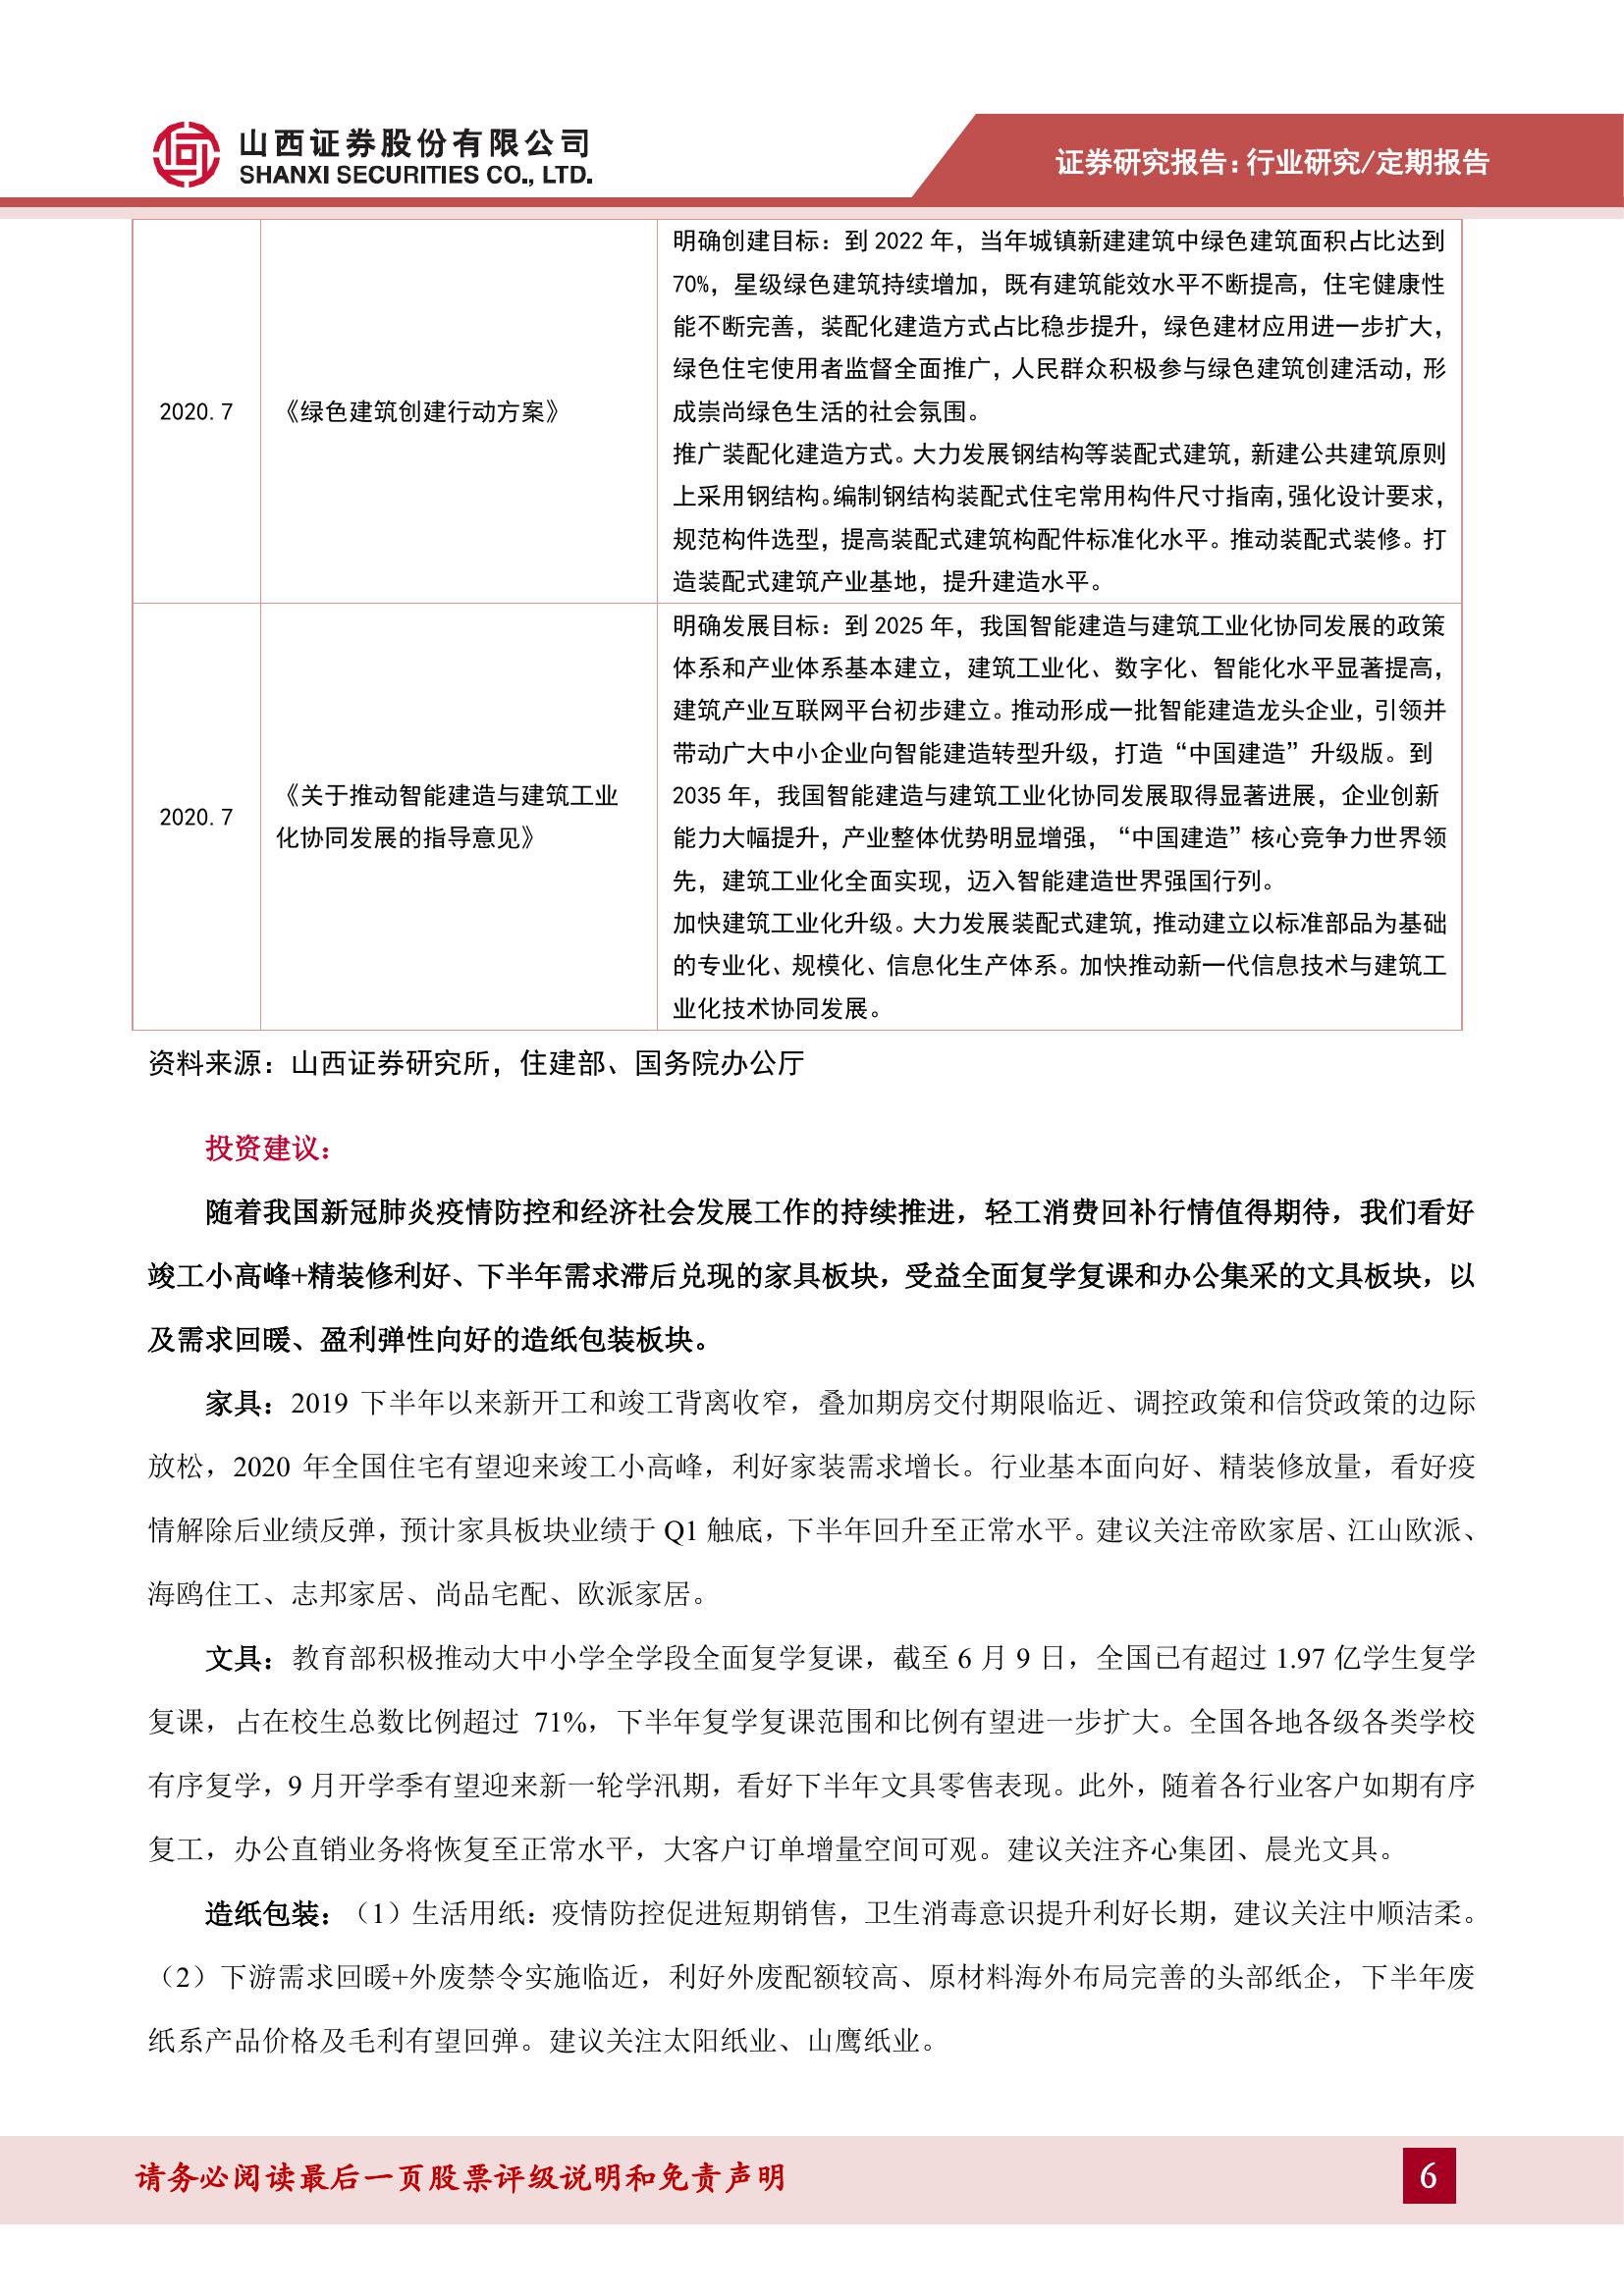 山西证券股份有限公司
SHANXI SECURITIES CO., LTD.
证券研究报告：行业研究/定期报告
2020.7
《绿色建筑创建行动方案》
明确创建目标：到 2022 年，当年城镇新建建筑中绿色建筑面积占比达到
70%，星级绿色建筑持续增加，既有建筑能效水平不断提高，住宅健康性
能不断完善，装配化建造方式占比稳步提升，绿色建材应用进一步扩大，
绿色住宅使用者监督全面推广，人民群众积极参与绿色建筑创建活动，形
成崇尚绿色生活的社会氛围。
推广装配化建造方式。大力发展钢结构等装配式建筑，新建公共建筑原则
上采用钢结构。编制钢结构装配式住宅常用构件尺寸指南，强化设计要求，
规范构件选型，提高装配式建筑构配件标准化水平。推动装配式装修。打
造装配式建筑产业基地，提升建造水平。
2020.7
《关于推动智能建造与建筑工业
化协同发展的指导意见》
明确发展目标：到 2025 年，我国智能建造与建筑工业化协同发展的政策
体系和产业体系基本建立，建筑工业化、数字化、智能化水平显著提高，
建筑产业互联网平台初步建立。推动形成一批智能建造龙头企业，引领并
带动广大中小企业向智能建造转型升级，打造“中国建造”升级版。到
2035 年，我国智能建造与建筑工业化协同发展取得显著进展，企业创新
能力大幅提升，产业整体优势明显增强，“中国建造”核心竞争力世界领
先，建筑工业化全面实现，迈入智能建造世界强国行列。
加快建筑工业化升级。大力发展装配式建筑，推动建立以标准部品为基础
的专业化、规模化、信息化生产体系。加快推动新一代信息技术与建筑工
业化技术协同发展。
资料来源：山西证券研究所，住建部、国务院办公厅
投资建议：
随着我国新冠肺炎疫情防控和经济社会发展工作的持续推进，轻工消费回补行情值得期待，我们看好
竣工小高峰+精装修利好、下半年需求滞后兑现的家具板块，受益全面复学复课和办公集采的文具板块，以
及需求回暖、盈利弹性向好的造纸包装板块。
家具：2019 下半年以来新开工和竣工背离收窄，叠加期房交付期限临近、调控政策和信贷政策的边际
放松，2020 年全国住宅有望迎来竣工小高峰，利好家装需求增长。行业基本面向好、精装修放量，看好疫
情解除后业绩反弹，预计家具板块业绩于 Q1 触底，下半年回升至正常水平。建议关注帝欧家居、江山欧派、
海鸥住工、志邦家居、尚品宅配、欧派家居。
文具：教育部积极推动大中小学全学段全面复学复课，截至 6 月 9 日，全国已有超过 1.97 亿学生复学
复课，占在校生总数比例超过 71%，下半年复学复课范围和比例有望进一步扩大。全国各地各级各类学校
有序复学，9 月开学季有望迎来新一轮学汛期，看好下半年文具零售表现。此外，随着各行业客户如期有序
复工，办公直销业务将恢复至正常水平，大客户订单增量空间可观。建议关注齐心集团、晨光文具。
造纸包装：（1）生活用纸：疫情防控促进短期销售，卫生消毒意识提升利好长期，建议关注中顺洁柔。
（2）下游需求回暖+外废禁令实施临近，利好外废配额较高、原材料海外布局完善的头部纸企，下半年废
纸系产品价格及毛利有望回弹。建议关注太阳纸业、山鹰纸业。
请务必阅读最后一页股票评级说明和免责声明
6